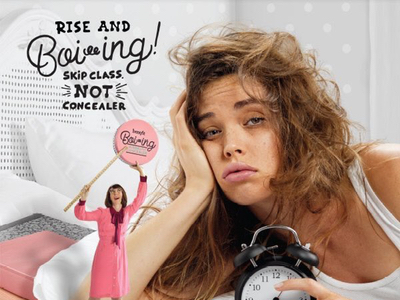 RISE AND
Boi-ing!
SKIP CLASS,
NOT
CONCEALER
benefit
Boi-ing